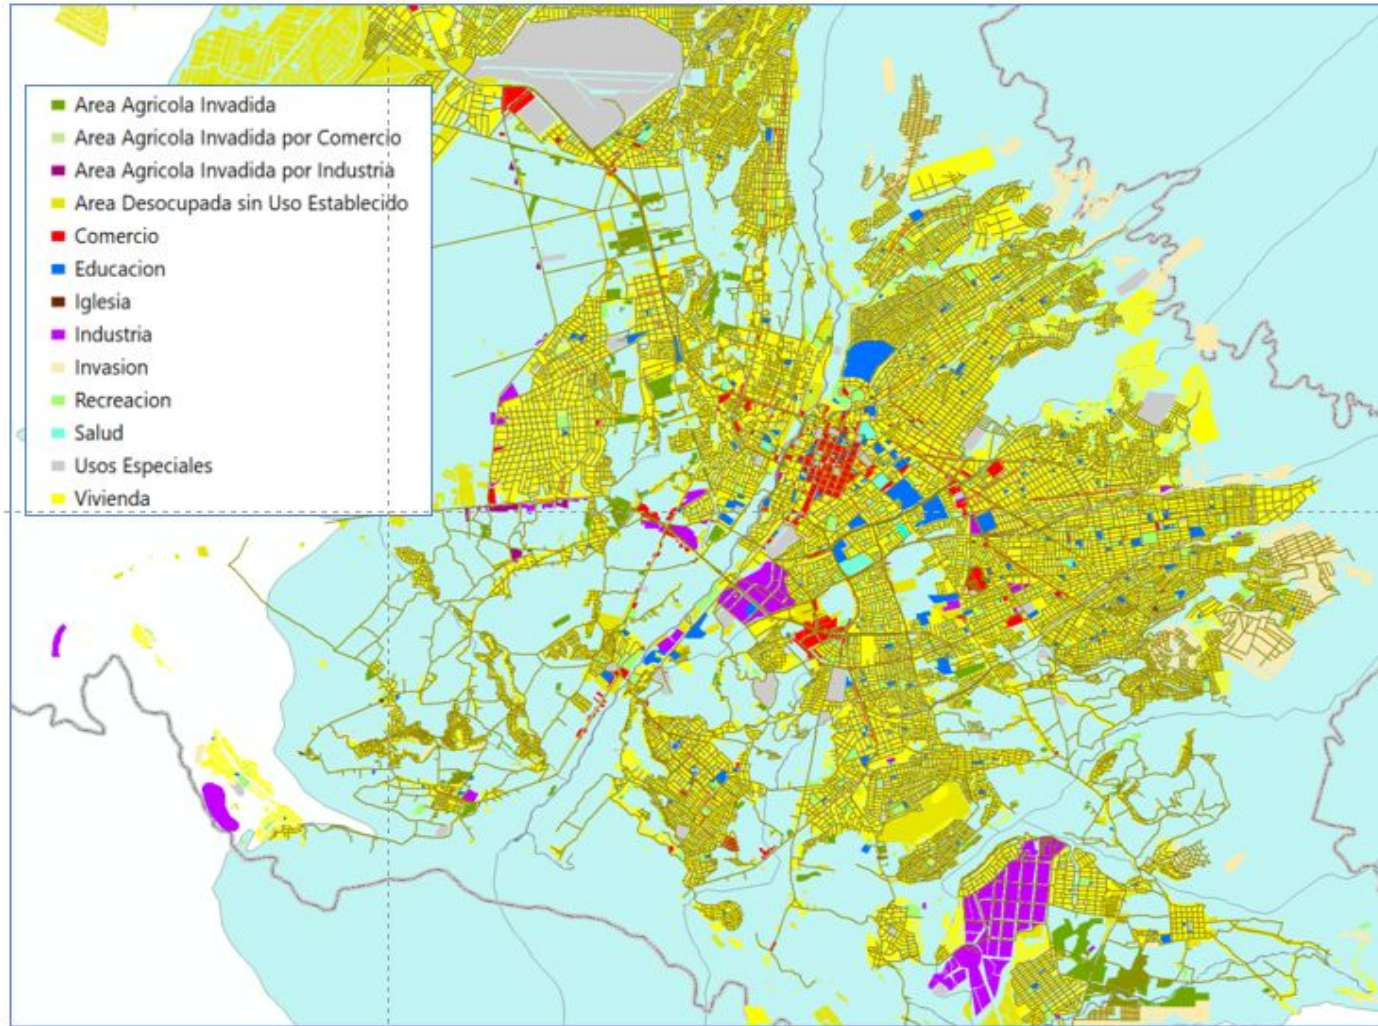 Area Agricola Invadida
Area Agricola Invadida por Comercio
Area Agricola Invadida por Industria
Area Desocupada sin Uso Establecido
Comercio
Educacion
Iglesia
Industria
Invasion
Recreacion
Salud
Usos Especiales
Vivienda